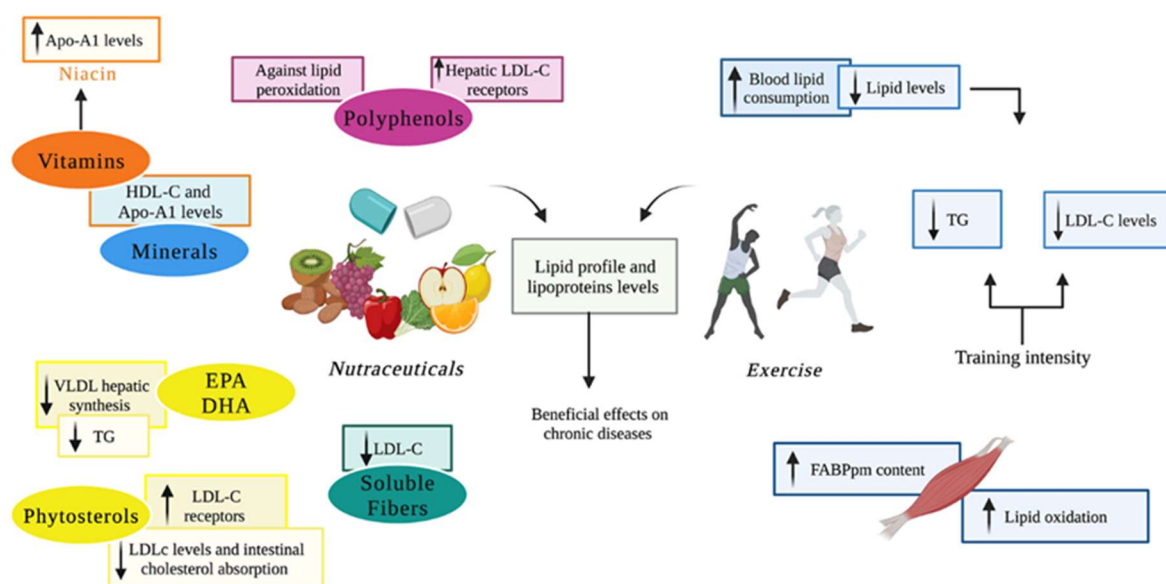 Apo-A1 levels
Niacin
Vitamins
HDL-C and
Apo-A1 levels
Minerals
Against lipid
peroxidation
Hepatic LDL-C
receptors
Polyphenols
Blood lipid
consumption
Lipid levels
TG
LDL-C levels
Training intensity
Lipid profile and
lipoproteins levels
Nutraceuticals
Exercise
Beneficial effects on
chronic diseases
VLDL hepatic
synthesis
TG
EPA
DHA
LDL-C
Soluble
Fibers
Phytosterols
LDL-C
receptors
LDLc levels and intestinal
cholesterol absorption
FABPpm content
Lipid oxidation